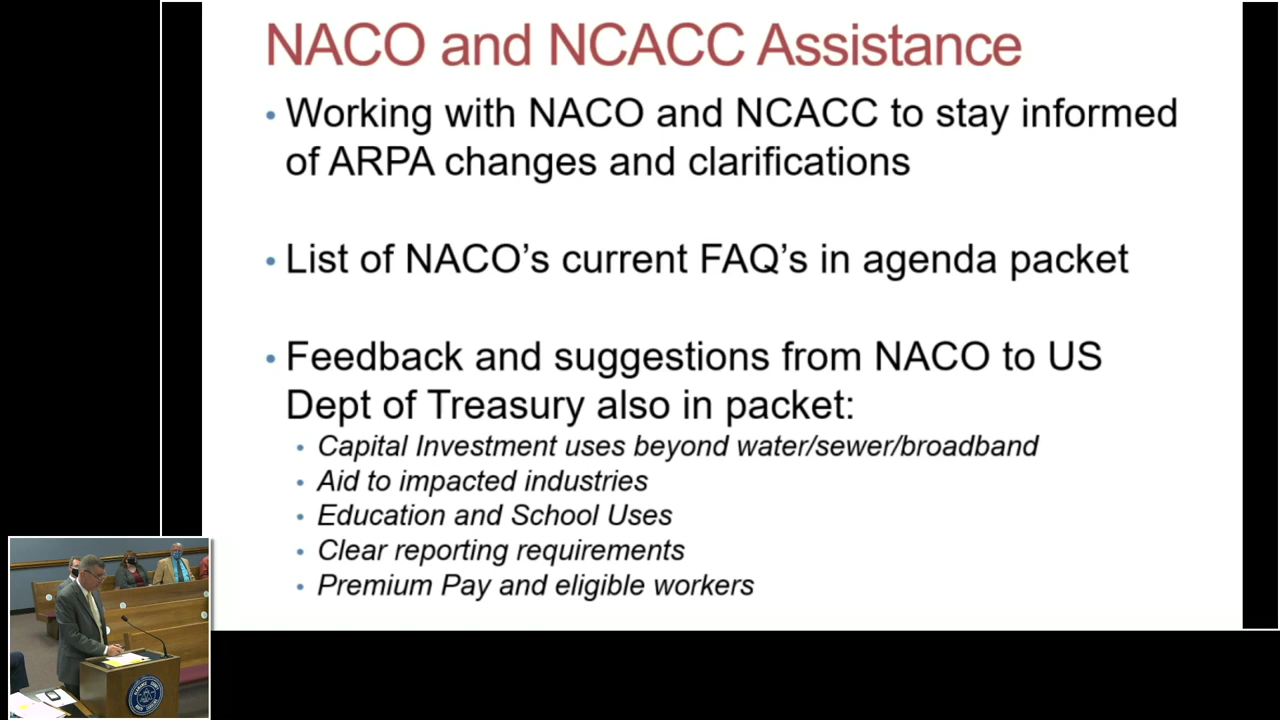 NACO and NCACC Assistance
• Working with NACO and NCACC to stay informed
of ARPA changes and clarifications
• List of NACO's current FAQ's in agenda packet
• Feedback and suggestions from NACO to US
Dept of Treasury also in packet:
• Capital Investment uses beyond water/sewer/broadband
• Aid to impacted industries
• Education and School Uses
• Clear reporting requirements
• Premium Pay and eligible workers